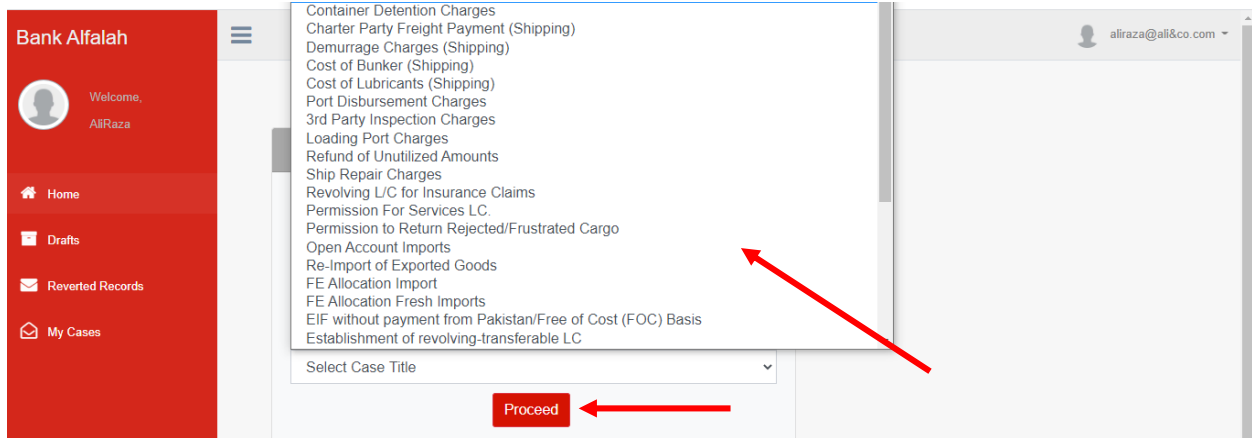 Bank Alfalah
Welcome,
AliRaza
Home
Drafts
Reverted Records
My Cases
aliraza@ali&co.com
Container Detention Charges
Charter Party Freight Payment (Shipping)
Demurrage Charges (Shipping)
Cost of Bunker (Shipping)
Cost of Lubricants (Shipping)
Port Disbursement Charges
3rd Party Inspection Charges
Loading Port Charges
Refund of Unutilized Amounts
Ship Repair Charges
Revolving L/C for Insurance Claims
Permission For Services LC.
Permission to Return Rejected/Frustrated Cargo
Open Account Imports
Re-Import of Exported Goods
FE Allocation Import
FE Allocation Fresh Imports
EIF without payment from Pakistan/Free of Cost (FOC) Basis
Establishment of revolving-transferable LC
Select Case Title
Proceed